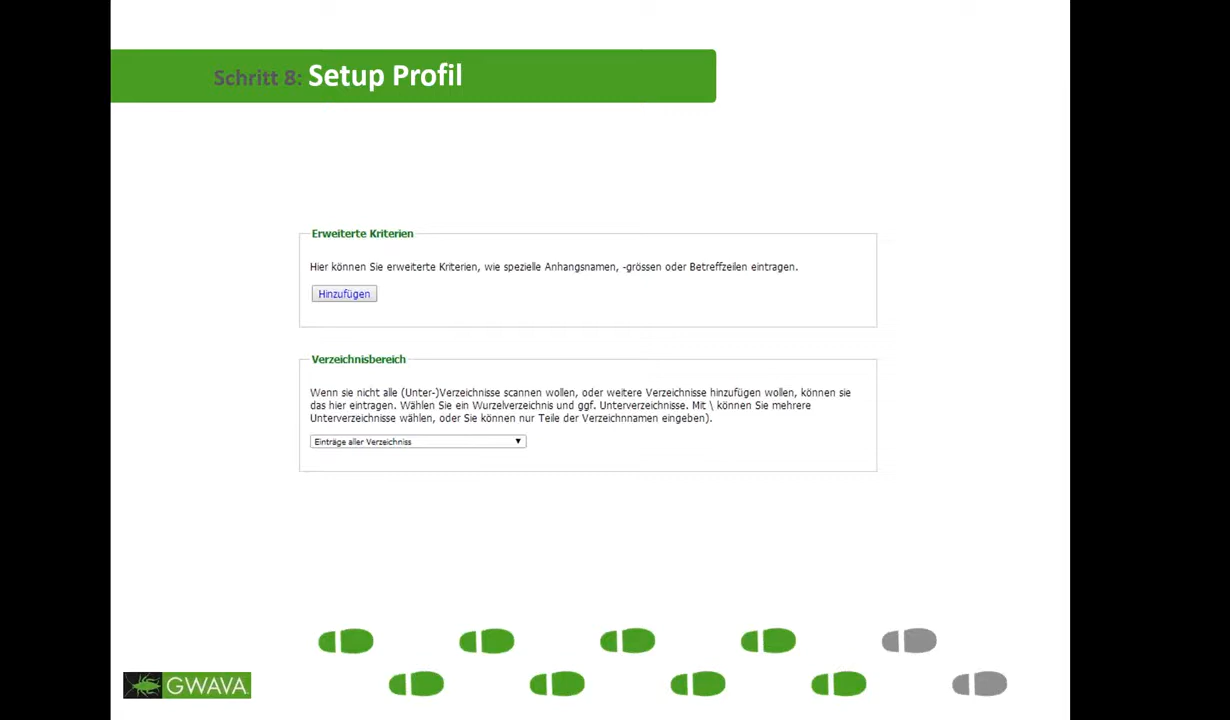 Schritt 8: Setup Profil
Erweiterte Kriterien
Hier können Sie erweiterte Kriterien, wie spezielle Anhangsnamen, -grössen oder Betreffzeilen eintragen.
Hinzufügen
Verzeichnisbereich
Wenn sie nicht alle (Unter-)Verzeichnisse scannen wollen, oder weitere Verzeichnisse hinzufügen wollen, können sie
das hier eintragen. Wählen Sie ein Wurzelverzeichnis und ggf. Unterverzeichnisse. Mit \ können Sie mehrere
Unterverzeichnisse wählen, oder Sie können nur Teile der Verzeichnnamen eingeben).
Einträge aller Verzeichniss
GWAVA